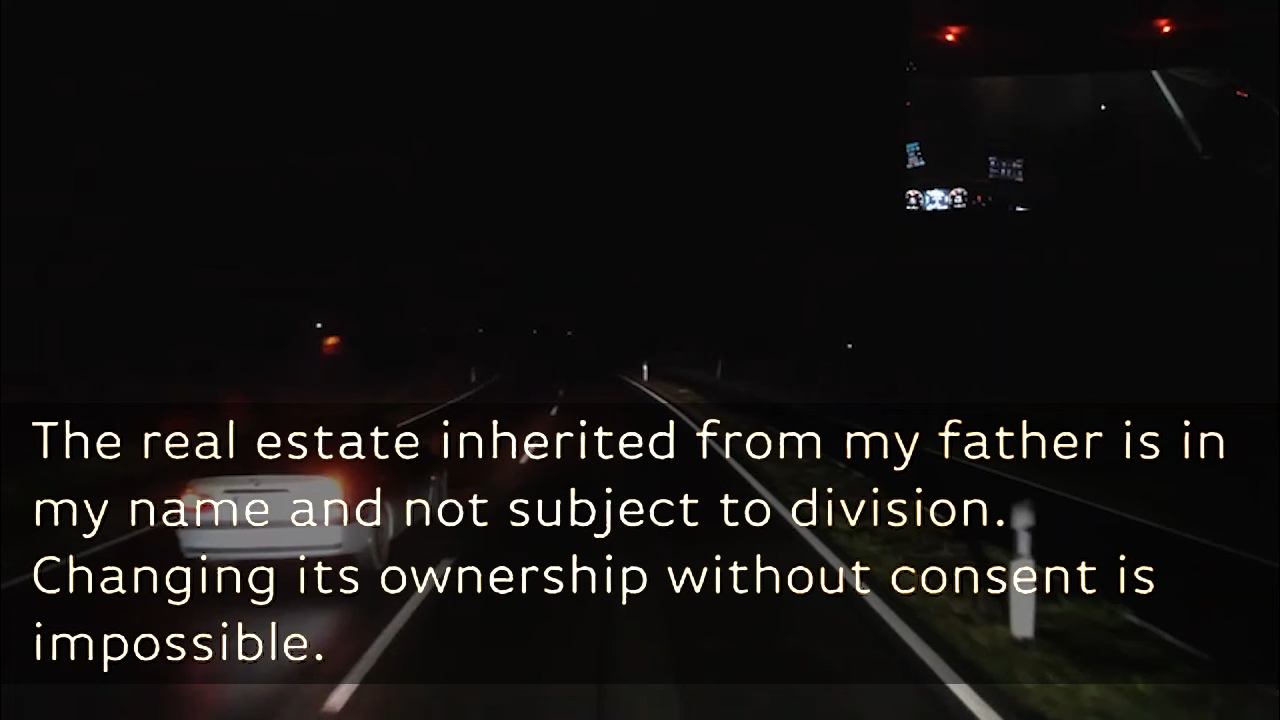 The real estate inherited from my father is in
my name and not subject to division.
Changing its ownership without consent is
impossible.